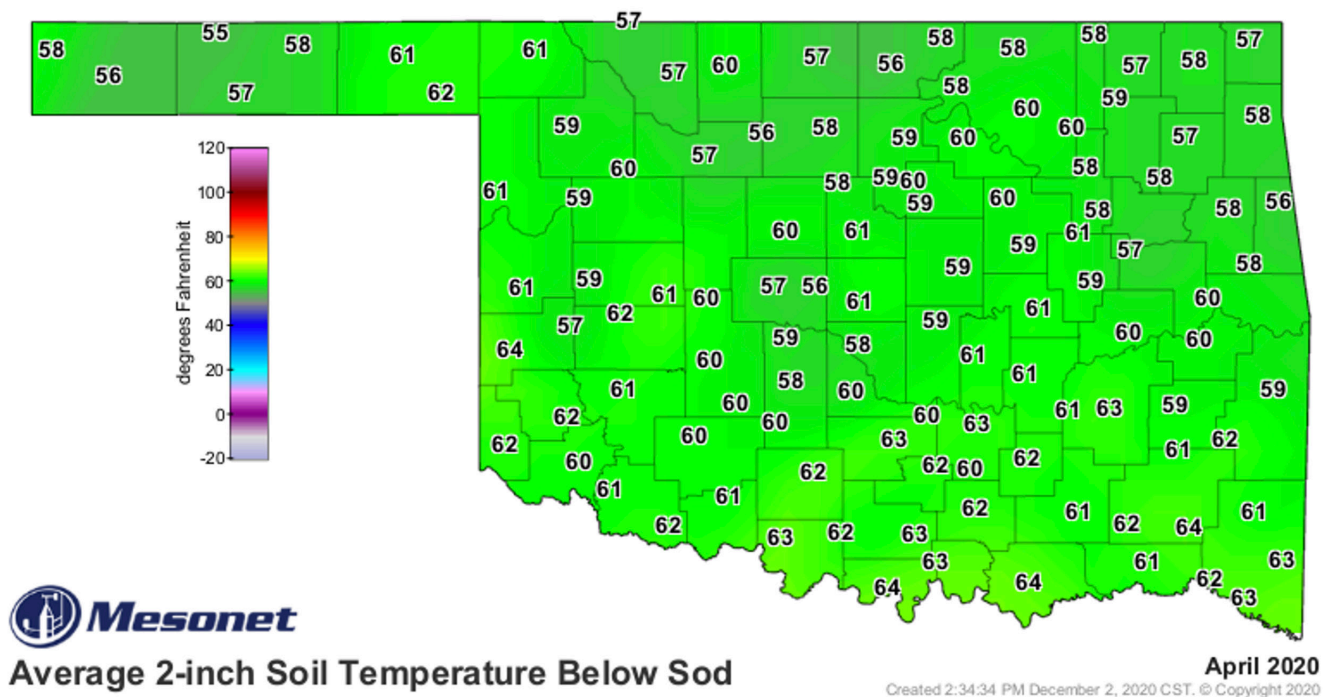 57
58 55 58 61 61 57 60 57 56 58 58 58 57 58 57
56 57 62 58
59 56 58 59 60 60 60 59 57 58
60 57 58 58
61 59 58 59 60 59 60 58 58 56
60 61 59 61 57
61 59 61 60 57 56 61 59 59 58
57 62 59 61 60
64 60 59 58 61 60 60
61 58 60 61 59
62 60 60 60 63 61 63 59
62 60 60 63 62 61 62
61 61 62 62 60 62 61 62 64 61
62 63 62 63 63 61 63
64 64 62 63
120
100
80
60
40
20
0
-20
degrees Fahrenheit
Mesonet
Average 2-inch Soil Temperature Below Sod
April 2020
Created 2:34:34 PM December 2, 2020 CST. © Copyright 2020